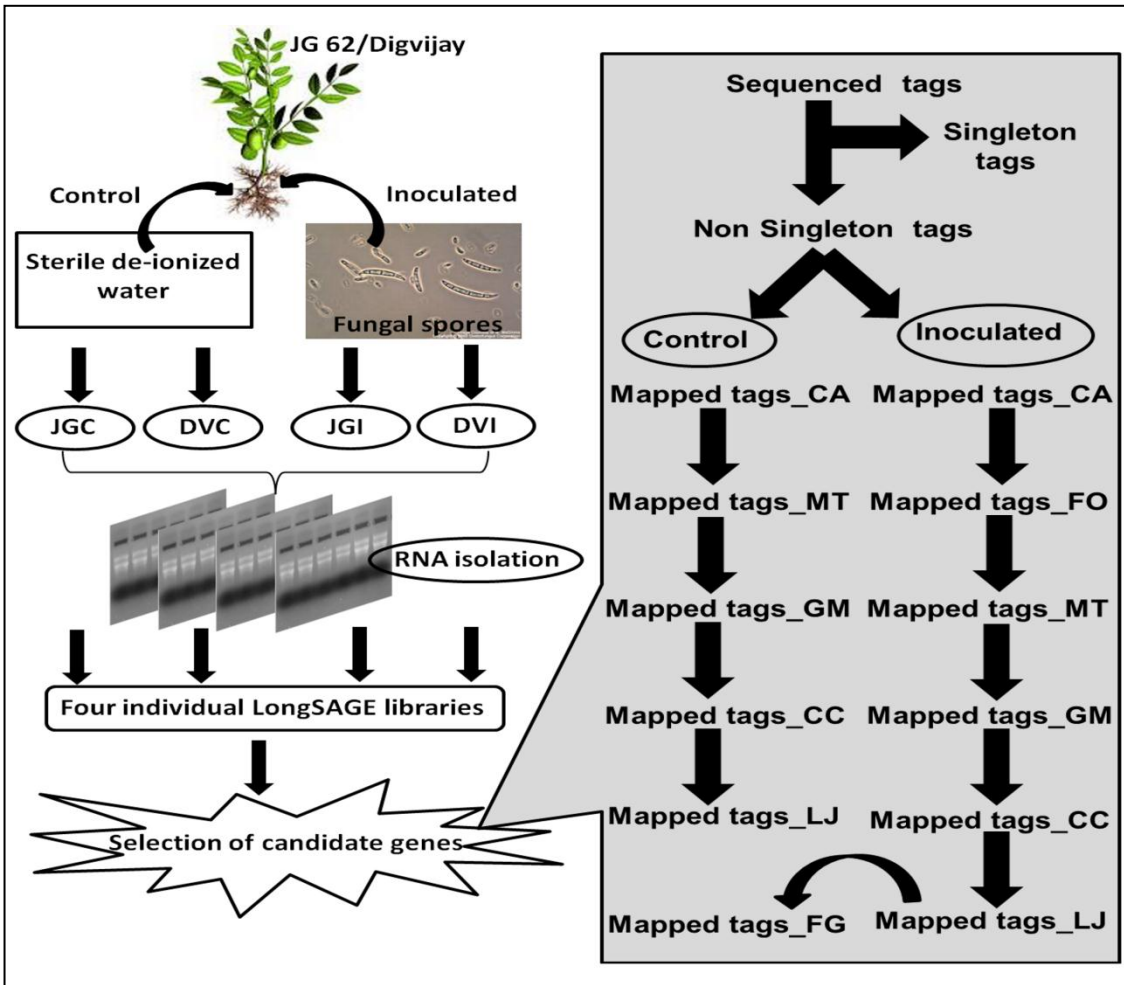 JG 62/Digvijay
Control
Inoculated
Sterile de-ionized
water
Fungal spores
JGC
DVC
JGI
DVI
RNA isolation
Four individual LongSAGE libraries
Selection of candidate genes
Sequenced tags
Singleton
tags
Non Singleton tags
Control
Inoculated
Mapped tags_CA
Mapped tags_MT
Mapped tags_GM
Mapped tags_CC
Mapped tags_LJ
Mapped tags_CA
Mapped tags_FO
Mapped tags_MT
Mapped tags_GM
Mapped tags_CC
Mapped tags_LJ
Mapped tags_FG